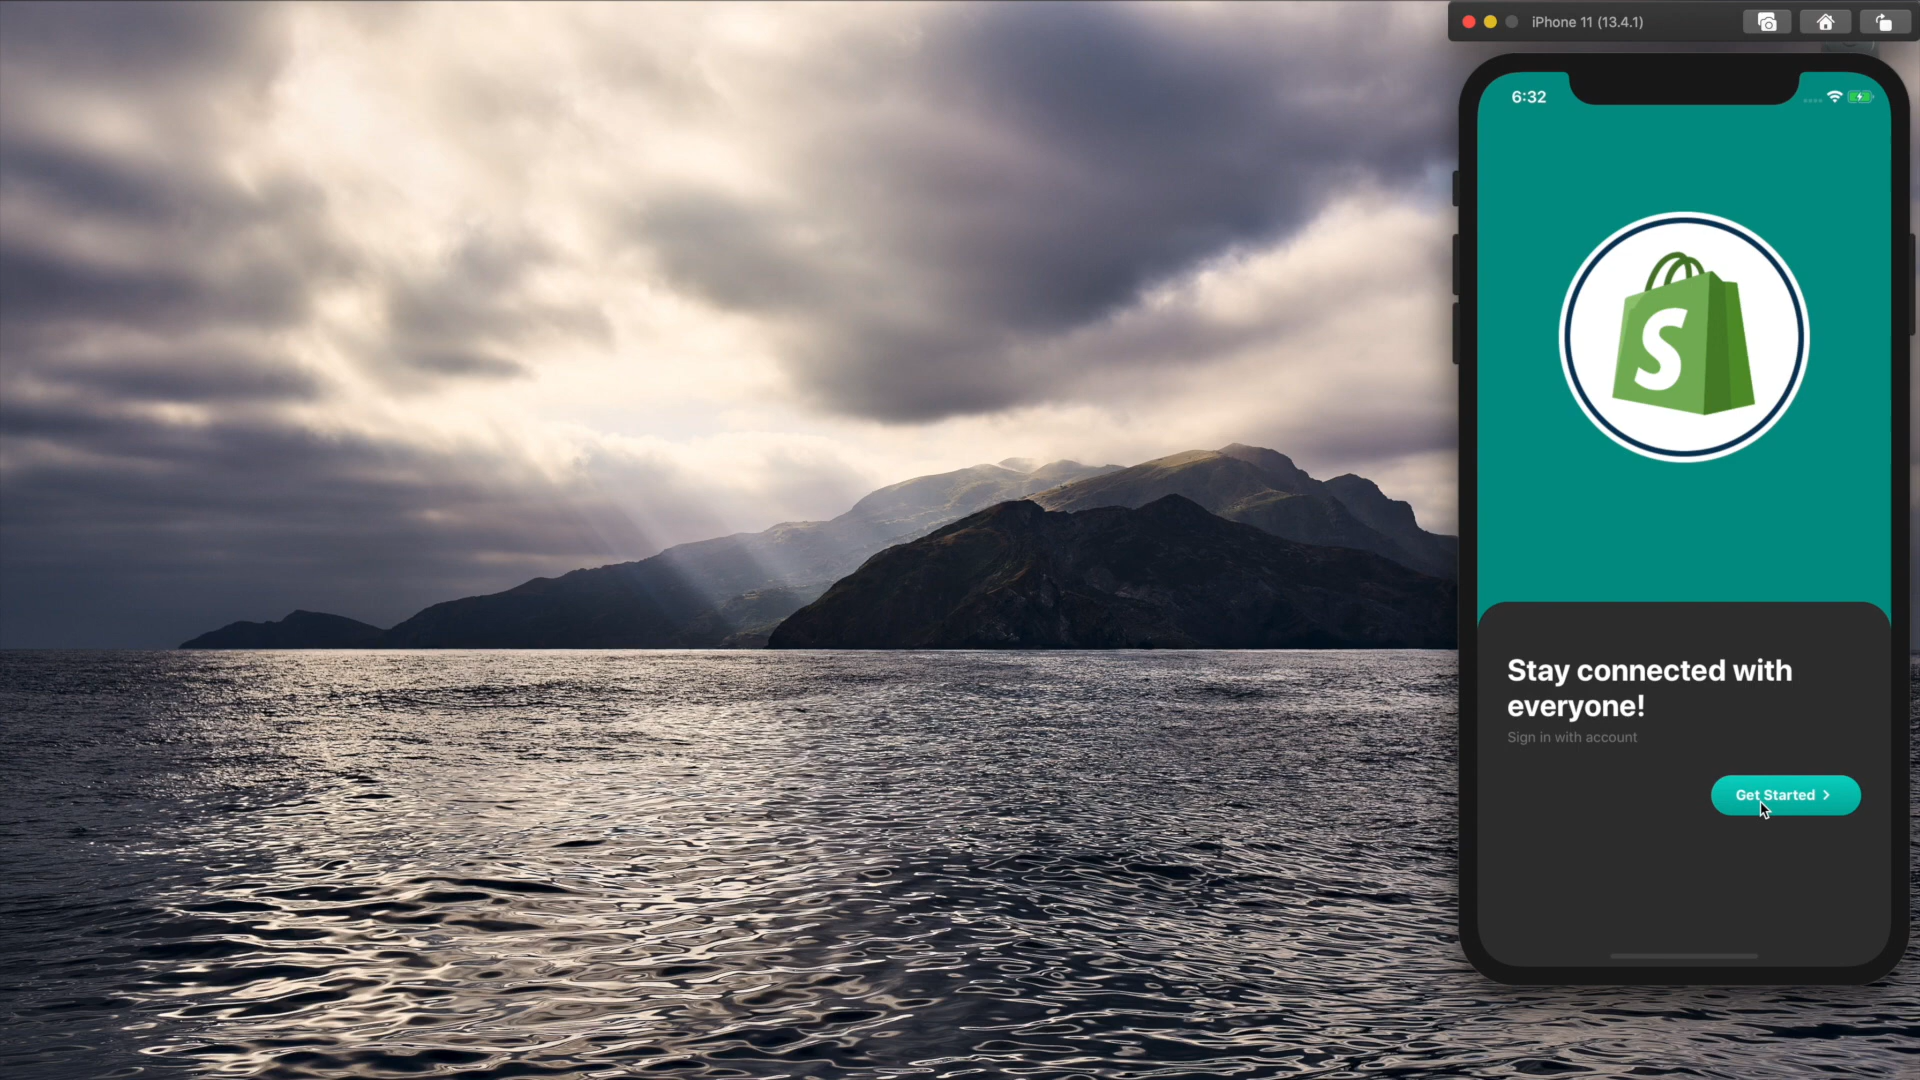 iPhone 11 (13.4.1)
6:32
S
Stay connected with
everyone!
Sign in with account
Get Started